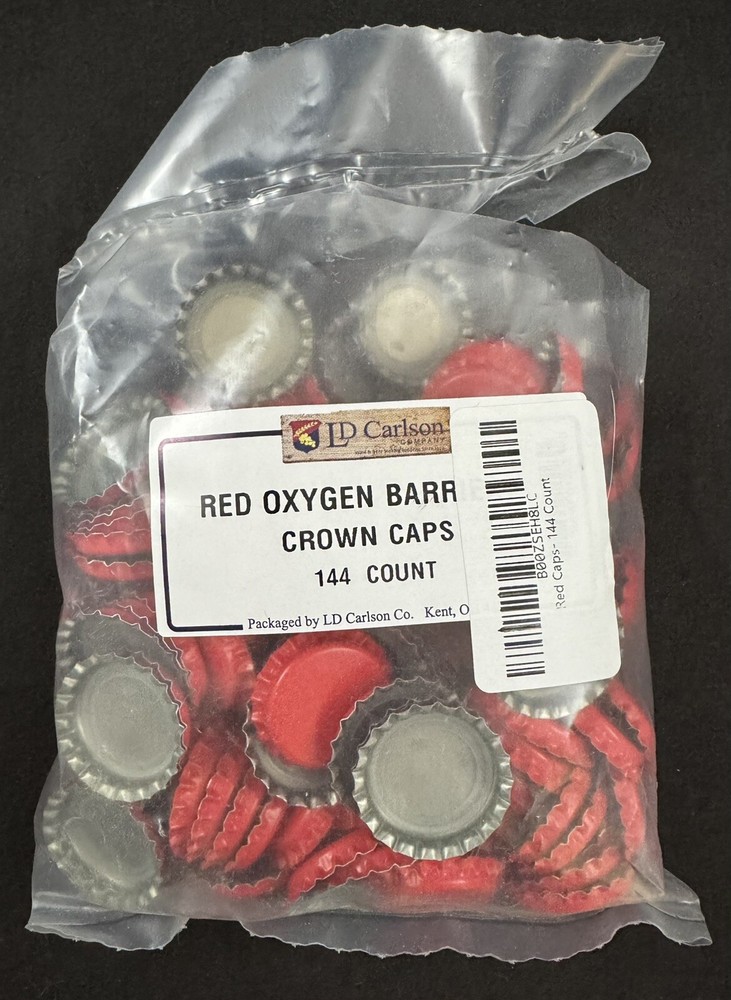 LD Carlson
COMPANY
RED OXYGEN BARR
CROWN CAPS
144 COUNT
Packaged by LD Carlson Co. Kent, O
B00ZSEH8LC
Red Caps- 144 Count